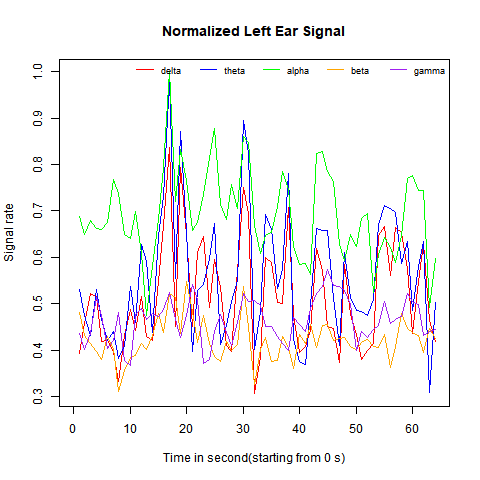 Normalized Left Ear Signal
delta theta alpha beta gamma
1.0
0.9
0.8
0.7
0.6
0.5
0.4
0.3
Signal rate
0 10 20 30 40 50 60
Time in second(starting from 0 s)